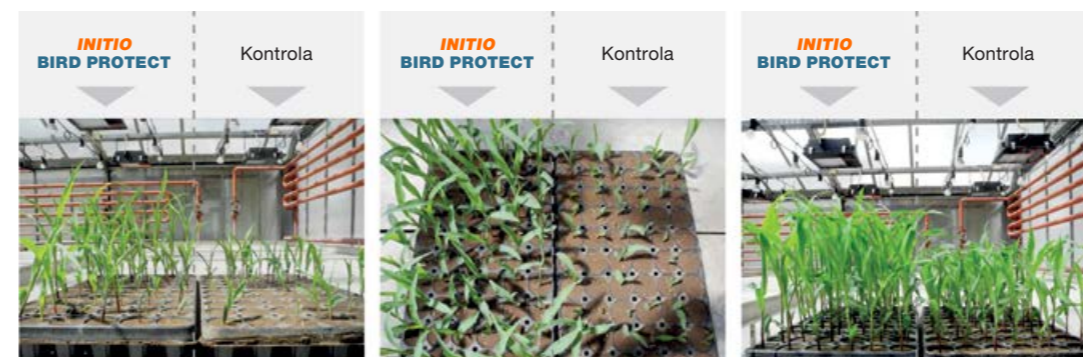 INITIO
BIRD PROTECT
Kontrola
INITIO
BIRD PROTECT
Kontrola
INITIO
BIRD PROTECT
Kontrola